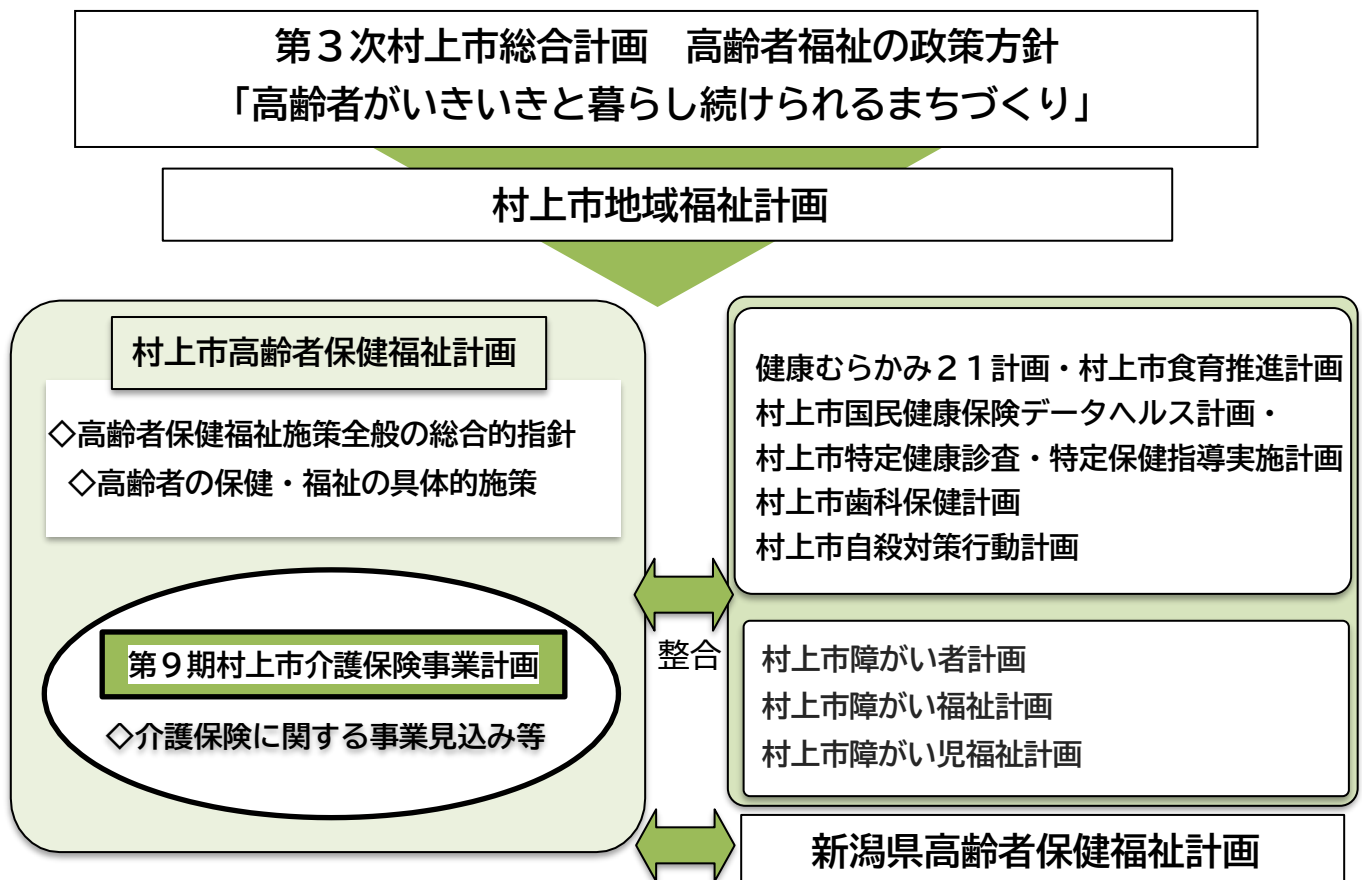 第３次村上市総合計画　高齢者福祉の政策方針
「高齢者がいきいきと暮らし続けられるまちづくり」
村上市地域福祉計画
村上市高齢者保健福祉計画
◇高齢者保健福祉施策全般の総合的指針
◇高齢者の保健・福祉の具体的施策
第９期村上市介護保険事業計画
◇介護保険に関する事業見込み等
整合
健康むらかみ２１計画・村上市食育推進計画
村上市国民健康保険データヘルス計画・
村上市特定健康診査・特定保健指導実施計画
村上市歯科保健計画
村上市自殺対策行動計画
村上市障がい者計画
村上市障がい福祉計画
村上市障がい児福祉計画
新潟県高齢者保健福祉計画